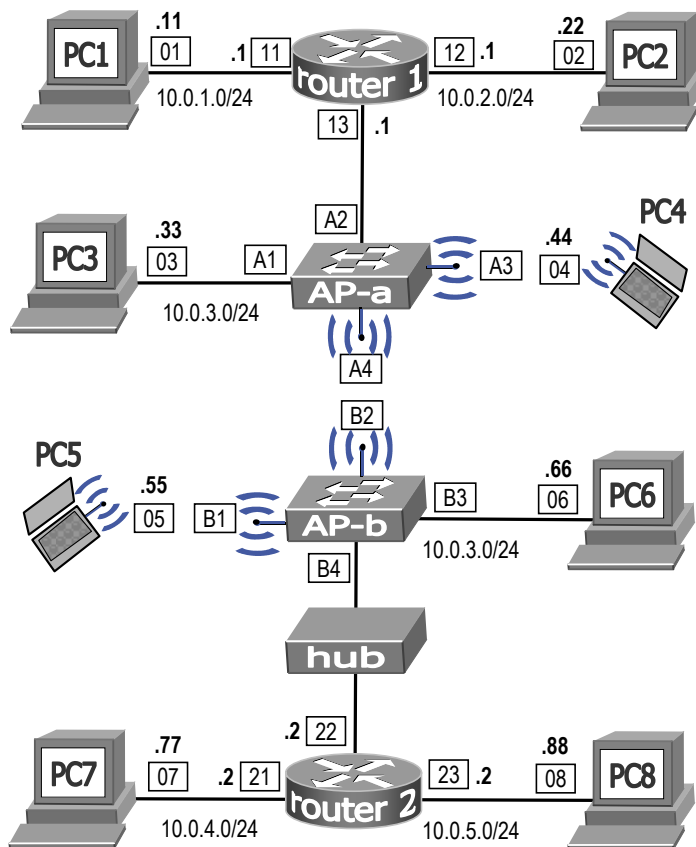 .11
.22
PC1
01
.1
11
router 1
12
.1
02
PC2
10.0.1.0/24
10.0.2.0/24
13
.1
PC4
A2
.33
.44
PC3
03
A1
A3
04
AP-a
10.0.3.0/24
A4
B2
PC5
.55
.66
05
B1
B3
06
PC6
AP-b
10.0.3.0/24
B4
hub
.2
22
.77
.88
PC7
07
.2
21
router 2
23
.2
08
PC8
10.0.4.0/24
10.0.5.0/24